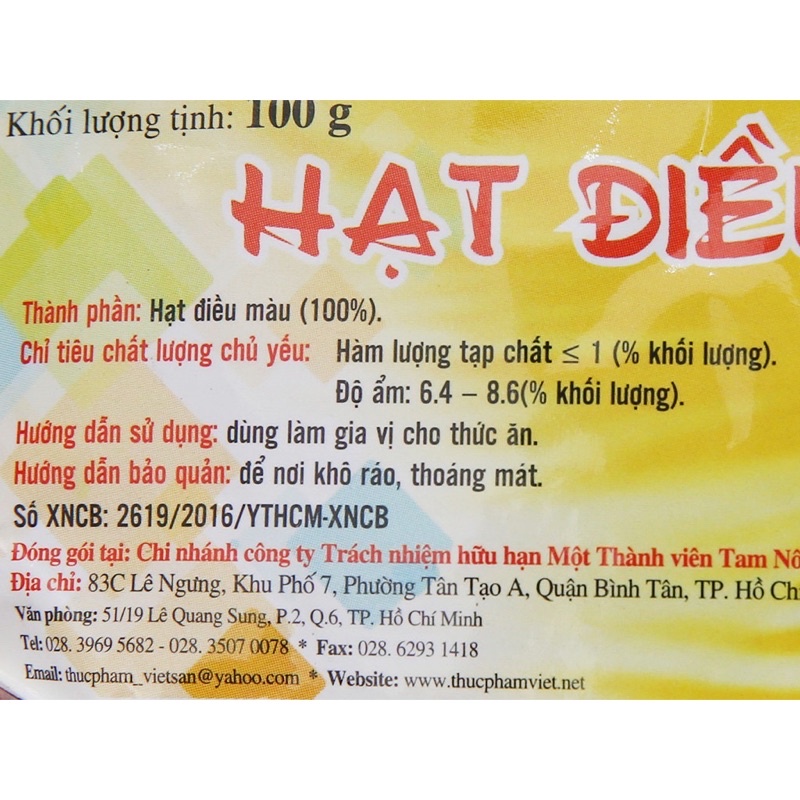 Khối lượng tịnh: 100 g
HẠT ĐIỀU
Thành phần: Hạt điều màu (100%).
Chỉ tiêu chất lượng chủ yếu: Hàm lượng tạp chất ≤ 1 (% khối lượng).
Độ ẩm: 6.4 – 8.6(% khối lượng).
Hướng dẫn sử dụng: dùng làm gia vị cho thức ăn.
Hướng dẫn bảo quản: để nơi khô ráo, thoáng mát.
Số XNCB: 2619/2016/YTHCM-XNCB
Đóng gói tại: Chi nhánh công ty Trách nhiệm hữu hạn Một Thành viên Tam Nô
Địa chỉ: 83C Lê Ngưng, Khu Phố 7, Phường Tân Tạo A, Quận Bình Tân, TP. Hồ Chí
Văn phòng: 51/19 Lê Quang Sung, P.2, Q.6, TP. Hồ Chí Minh
Tel: 028. 3969 5682 - 028. 3507 0078 * Fax: 028. 6293 1418
Email: thucpham_vietsan@yahoo.com * Website: www.thucphamviet.net